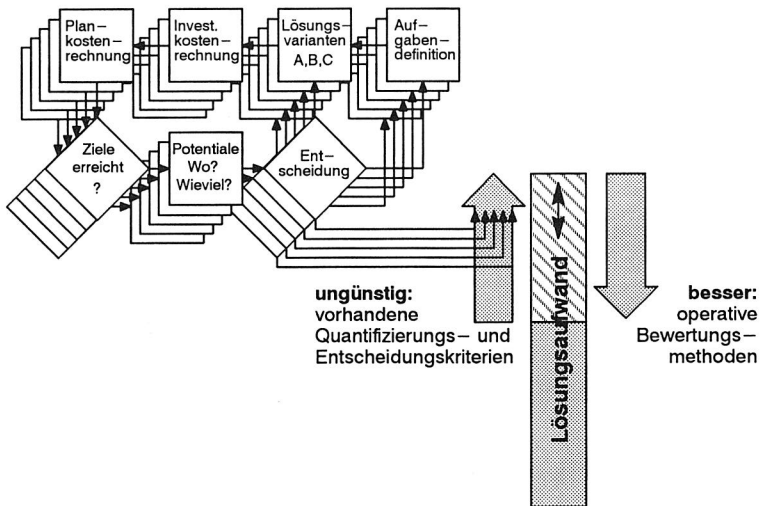 Plan—
kosten—
rechnung
Invest.
kosten—
rechnung
Lösungs—
varianten
A,B,C
Auf—
gaben—
definition
Ziele
erreicht
?
Potentiale
Wo?
Wieviel?
Ent—
scheidung
ungünstig:
vorhandene
Quantifizierungs— und
Entscheidungskriterien
Lösungsaufwand
besser:
operative
Bewertungs—
methoden